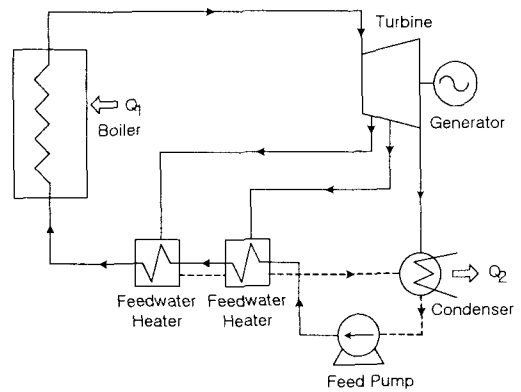 Turbine
Q1
Boiler
Generator
Q2
Feedwater
Heater
Feedwater
Heater
Condenser
Feed Pump